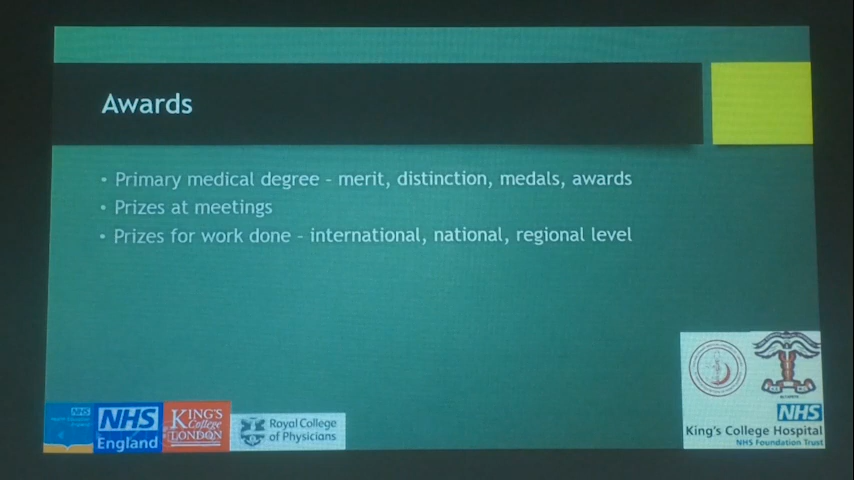 Awards
• Primary medical degree – merit, distinction, medals, awards
• Prizes at meetings
• Prizes for work done – international, national, regional level
NHS
NHS
England
KING'S
College
LONDON
Royal College
of Physicians
NHS
King's College Hospital
NHS Foundation Trust